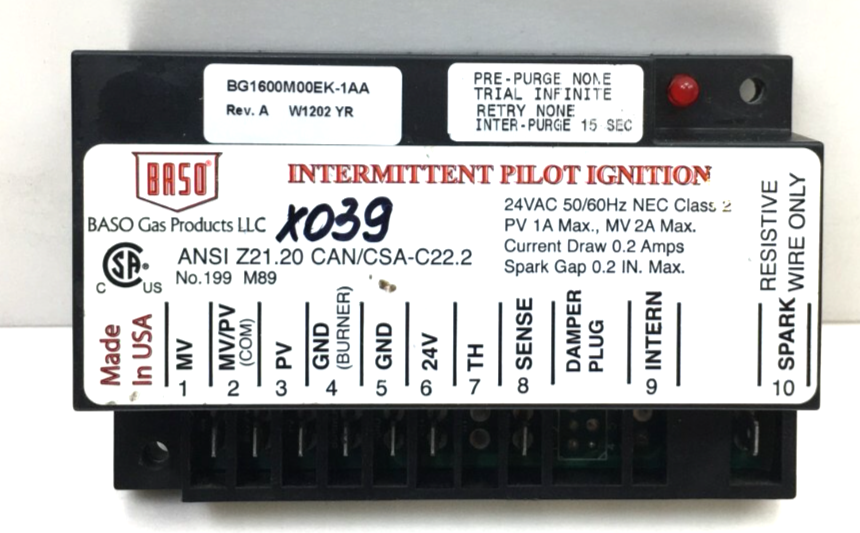 BG1600M00EK-1AA
Rev. A W1202 YR
PRE-PURGE NONE
TRIAL INFINITE
RETRY NONE
INTER-PURGE 15 SEC
BASO®
BASO Gas Products LLC
INTERMITTENT PILOT IGNITION
X039
24VAC 50/60Hz NEC Class 2
PV 1A Max., MV 2A Max.
Current Draw 0.2 Amps
Spark Gap 0.2 IN. Max.
RESISTIVE
WIRE ONLY
CSA®
C US
ANSI Z21.20 CAN/CSA-C22.2
No.199 M89
Made
In USA
MV
1
MV/PV
(COM)
2
PV
3
GND
(BURNER)
4
GND
5
24V
6
TH
7
SENSE
8
DAMPER
PLUG
INTERN
9
SPARK
10